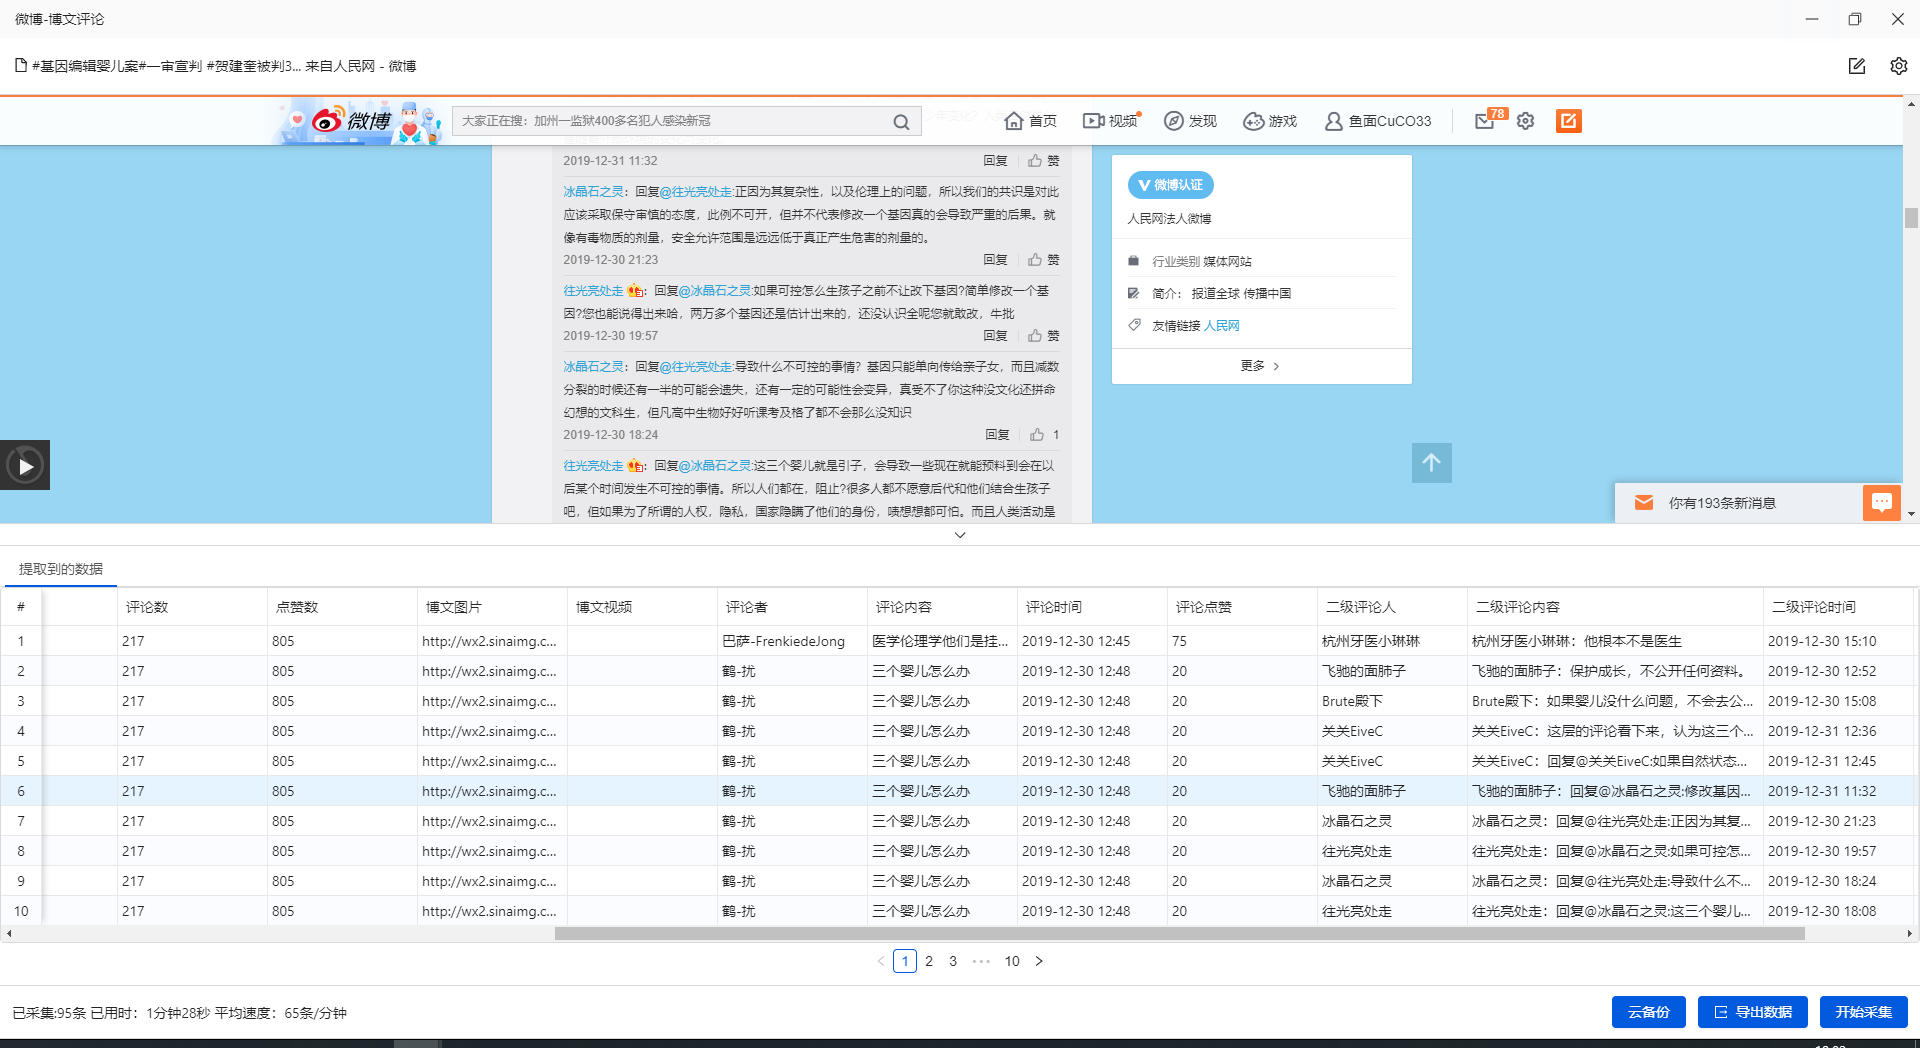 微博-博文评论
#基因编辑婴儿案#一审宣判 #贺建奎被判3... 来自人民网 - 微博
微博
大家正在搜：加州一监狱400多名犯人感染新冠
首页
视频
发现
游戏
鱼面CuCO33
78
2019-12-31 11:32
回复
赞
冰晶石之灵：回复@往光亮处走:正因为其复杂性，以及伦理上的问题，所以我们的共识是对此
应该采取保守审慎的态度，此例不可开，但并不代表修改一个基因真的会导致严重的后果。就
像有毒物质的剂量，安全允许范围是远远低于真正产生危害的剂量的。
2019-12-30 21:23
回复
赞
往光亮处走：回复@冰晶石之灵:如果可控怎么生孩子之前不让改下基因?简单修改一个基
因?您也能说得出来哈，两万多个基因还是估计出来的，还没认识全呢您就敢改，牛批
2019-12-30 19:57
回复
赞
冰晶石之灵：回复@往光亮处走:导致什么不可控的事情？基因只能单向传给亲子女，而且减数
分裂的时候还有一半的可能会遗失，还有一定的可能性会变异，真受不了你这种没文化还拼命
幻想的文科生，但凡高中生物好好听课考及格了都不会那么没知识
2019-12-30 18:24
回复
1
往光亮处走：回复@冰晶石之灵:这三个婴儿就是引子，会导致一些现在就能预料到会在以
后某个时间发生不可控的事情。所以人们都在，阻止?很多人都不愿意后代和他们结合生孩子
吧，但如果为了所谓的人权，隐私，国家隐瞒了他们的身份，啧想想都可怕。而且人类活动是
V 微博认证
人民网法人微博
行业类别 媒体网站
简介： 报道全球 传播中国
友情链接 人民网
更多 >
你有193条新消息
提取到的数据
# 评论数 点赞数 博文图片 博文视频 评论者 评论内容 评论时间 评论点赞 二级评论人 二级评论内容 二级评论时间
1 217 805 http://wx2.sinaimg.c... 巴萨-FrenkiedeJong 医学伦理学他们是挂... 2019-12-30 12:45 75 杭州牙医小琳琳 杭州牙医小琳琳：他根本不是医生 2019-12-30 15:10
2 217 805 http://wx2.sinaimg.c... 鹤-扰 三个婴儿怎么办 2019-12-30 12:48 20 飞驰的面肺子 飞驰的面肺子：保护成长，不公开任何资料。 2019-12-30 12:52
3 217 805 http://wx2.sinaimg.c... 鹤-扰 三个婴儿怎么办 2019-12-30 12:48 20 Brute殿下 Brute殿下：如果婴儿没什么问题，不会去公... 2019-12-30 15:08
4 217 805 http://wx2.sinaimg.c... 鹤-扰 三个婴儿怎么办 2019-12-30 12:48 20 关关EiveC 关关EiveC：这层的评论看下来，认为这三个... 2019-12-31 12:36
5 217 805 http://wx2.sinaimg.c... 鹤-扰 三个婴儿怎么办 2019-12-30 12:48 20 关关EiveC 关关EiveC：回复@关关EiveC:如果自然状态... 2019-12-31 12:45
6 217 805 http://wx2.sinaimg.c... 鹤-扰 三个婴儿怎么办 2019-12-30 12:48 20 飞驰的面肺子 飞驰的面肺子：回复@冰晶石之灵:修改基因... 2019-12-31 11:32
7 217 805 http://wx2.sinaimg.c... 鹤-扰 三个婴儿怎么办 2019-12-30 12:48 20 冰晶石之灵 冰晶石之灵：回复@往光亮处走:正因为其复... 2019-12-30 21:23
8 217 805 http://wx2.sinaimg.c... 鹤-扰 三个婴儿怎么办 2019-12-30 12:48 20 往光亮处走 往光亮处走：回复@冰晶石之灵:如果可控怎... 2019-12-30 19:57
9 217 805 http://wx2.sinaimg.c... 鹤-扰 三个婴儿怎么办 2019-12-30 12:48 20 冰晶石之灵 冰晶石之灵：回复@往光亮处走:导致什么不... 2019-12-30 18:24
10 217 805 http://wx2.sinaimg.c... 鹤-扰 三个婴儿怎么办 2019-12-30 12:48 20 往光亮处走 往光亮处走：回复@冰晶石之灵:这三个婴儿... 2019-12-30 18:08
< 1 2 3 ••• 10 >
已采集:95条 已用时：1分钟28秒 平均速度：65条/分钟
云备份
导出数据
开始采集